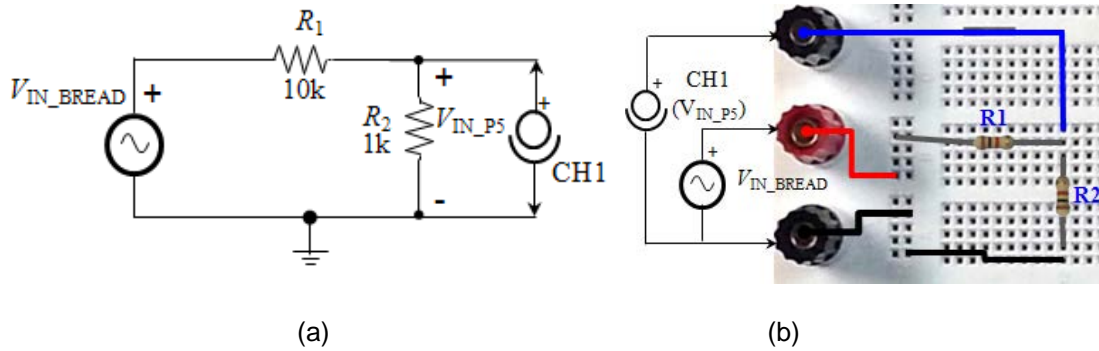 R1
10k
VIN_BREAD
+
+
R2
1k
VIN_P5
-
+
CH1
(a)
+
CH1
(VIN_P5)
+
VIN_BREAD
R1
R2
(b)